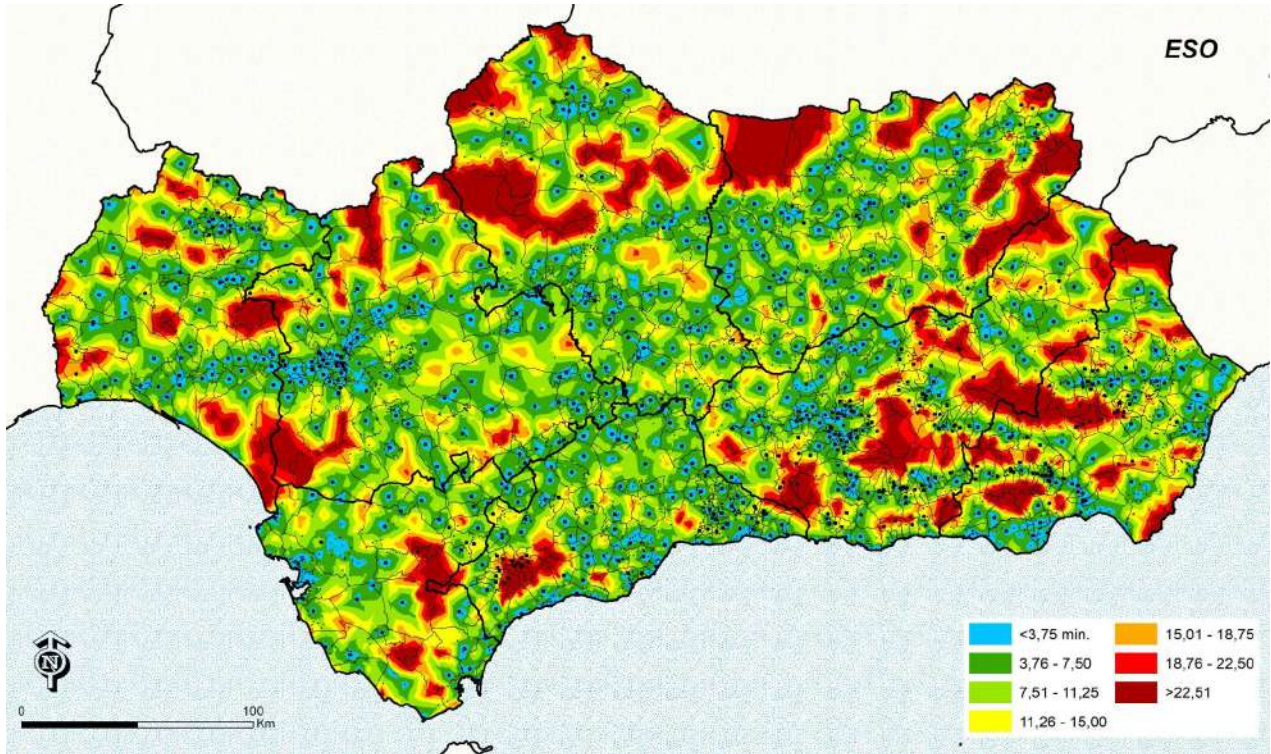 ESO
<3,75 min.
3,76 - 7,50
7,51 - 11,25
11,26 - 15,00
15,01 - 18,75
18,76 - 22,50
>22,51
N
0 100
Km